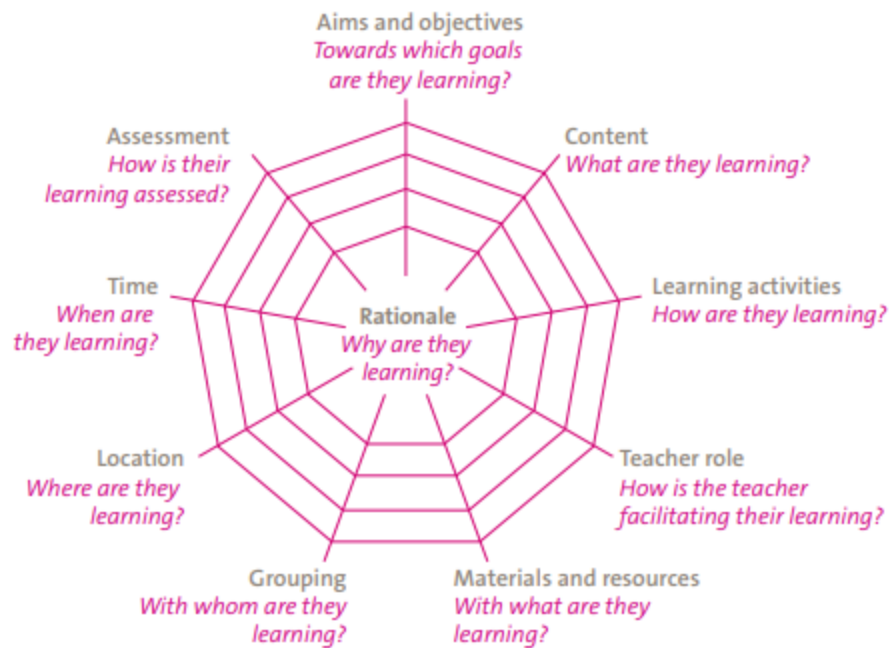 Aims and objectives
Towards which goals
are they learning?
Content
What are they learning?
Learning activities
How are they learning?
Teacher role
How is the teacher
facilitating their learning?
Materials and resources
With what are they
learning?
Grouping
With whom are they
learning?
Location
Where are they
learning?
Time
When are
they learning?
Assessment
How is their
learning assessed?
Rationale
Why are they
learning?